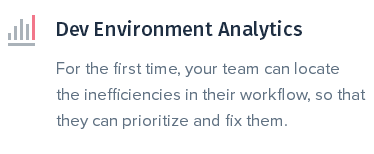 Dev Environment Analytics
For the first time, your team can locate
the inefficiencies in their workflow, so that
they can prioritize and fix them.